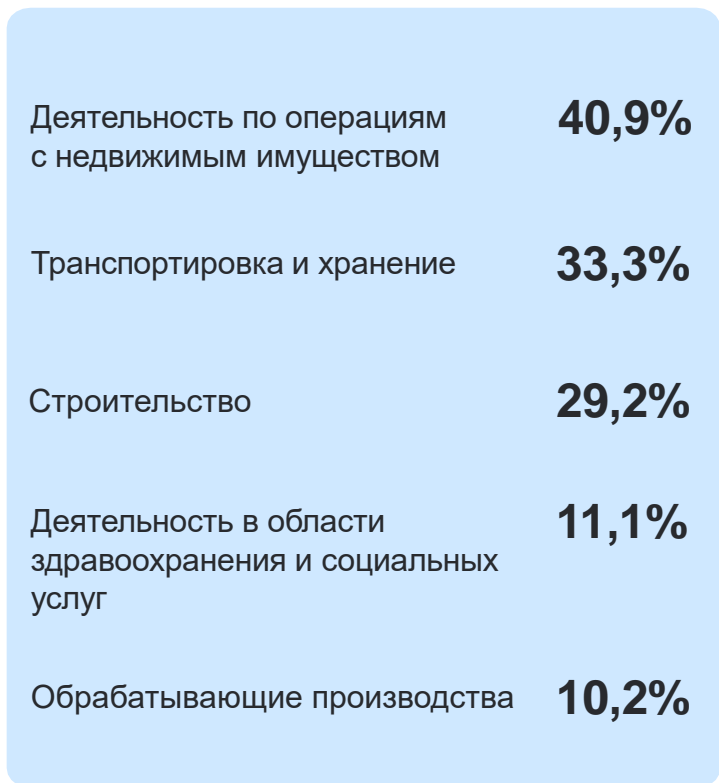 Деятельность по операциям
с недвижимым имуществом
40,9%
Транспортировка и хранение
33,3%
Строительство
29,2%
Деятельность в области
здравоохранения и социальных
услуг
11,1%
Обрабатывающие производства
10,2%